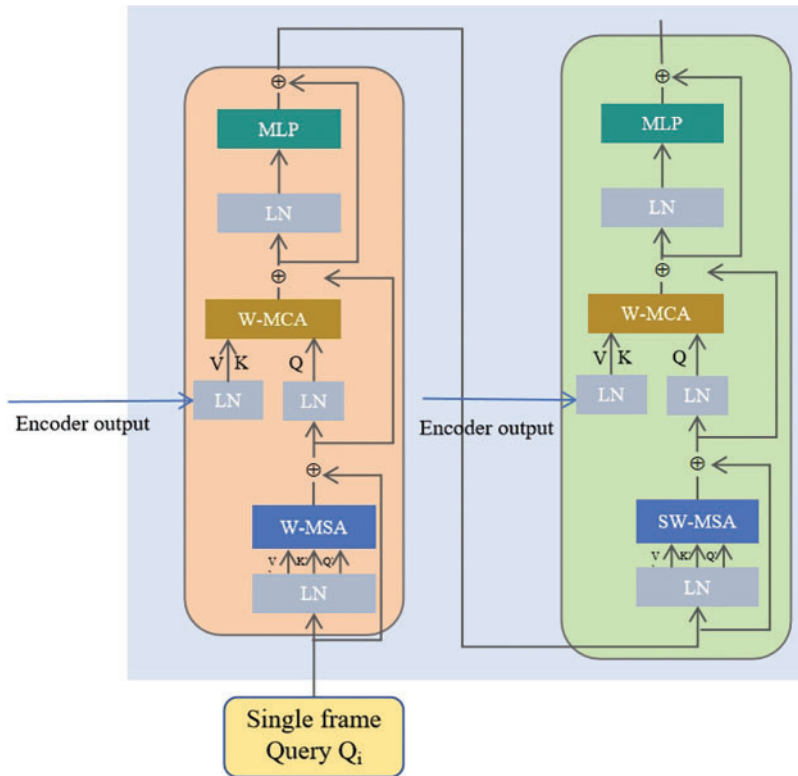 MLP
LN
W-MCA
V K
Q
LN
LN
Encoder output
W-MSA
V K Q
LN
Single frame
Query Qi
MLP
LN
W-MCA
V K
Q
LN
LN
Encoder output
SW-MSA
V K Q
LN